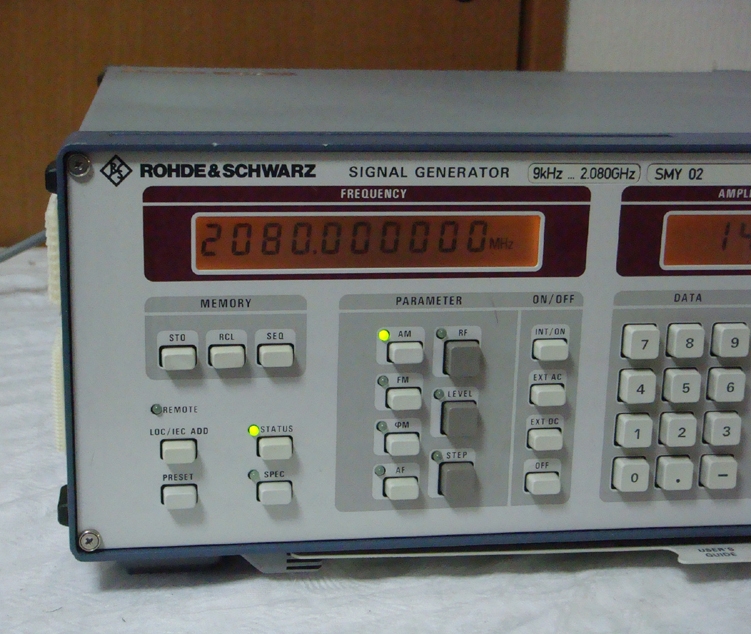 R&S ROHDE & SCHWARZ SIGNAL GENERATOR 9kHz ... 2.080GHz SMY 02
FREQUENCY AMPLI
2080.000000 MHz 14
MEMORY PARAMETER ON/OFF DATA
STO RCL SEQ AM RF INT/ON 7 8 9
FM LEVEL EXT AC 4 5 6
REMOTE
LOC/IEC ADD STATUS ΦM EXT DC 1 2 3
PRESET SPEC AF STEP OFF 0 . −
USER'S
GUIDE